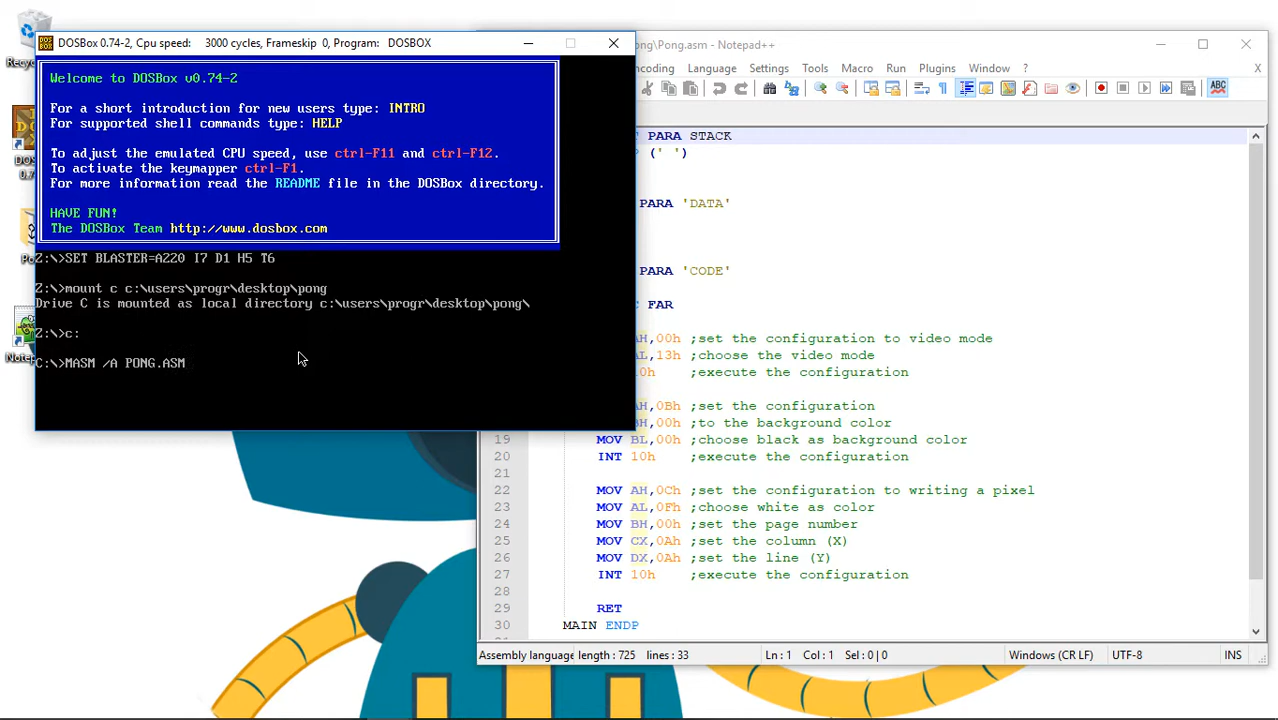 Recyc
DOS
0.74
Po
Notep
DOSBox 0.74-2, Cpu speed: 3000 cycles, Frameskip 0, Program: DOSBOX
Welcome to DOSBox v0.74-2
For a short introduction for new users type: INTRO
For supported shell commands type: HELP
To adjust the emulated CPU speed, use ctrl-F11 and ctrl-F12.
To activate the keymapper ctrl-F1.
For more information read the README file in the DOSBox directory.
HAVE FUN!
The DOSBox Team http://www.dosbox.com
Z:\>SET BLASTER=A220 I7 D1 H5 T6
Z:\>mount c c:\users\progr\desktop\pong
Drive C is mounted as local directory c:\users\progr\desktop\pong\
Z:\>c:
C:\>MASM /A PONG.ASM
ong\Pong.asm - Notepad++
coding Language Settings Tools Macro Run Plugins Window ? X
ABC
T PARA STACK
P (' ')
PARA 'DATA'
PARA 'CODE'
C FAR
AH,00h ;set the configuration to video mode
AL,13h ;choose the video mode
10h ;execute the configuration
AH,0Bh ;set the configuration
BH,00h ;to the background color
19 MOV BL,00h ;choose black as background color
20 INT 10h ;execute the configuration
21
22 MOV AH,0Ch ;set the configuration to writing a pixel
23 MOV AL,0Fh ;choose white as color
24 MOV BH,00h ;set the page number
25 MOV CX,0Ah ;set the column (X)
26 MOV DX,0Ah ;set the line (Y)
27 INT 10h ;execute the configuration
28
29 RET
30 MAIN ENDP
Assembly language length : 725 lines : 33 Ln : 1 Col : 1 Sel : 0 | 0 Windows (CR LF) UTF-8 INS